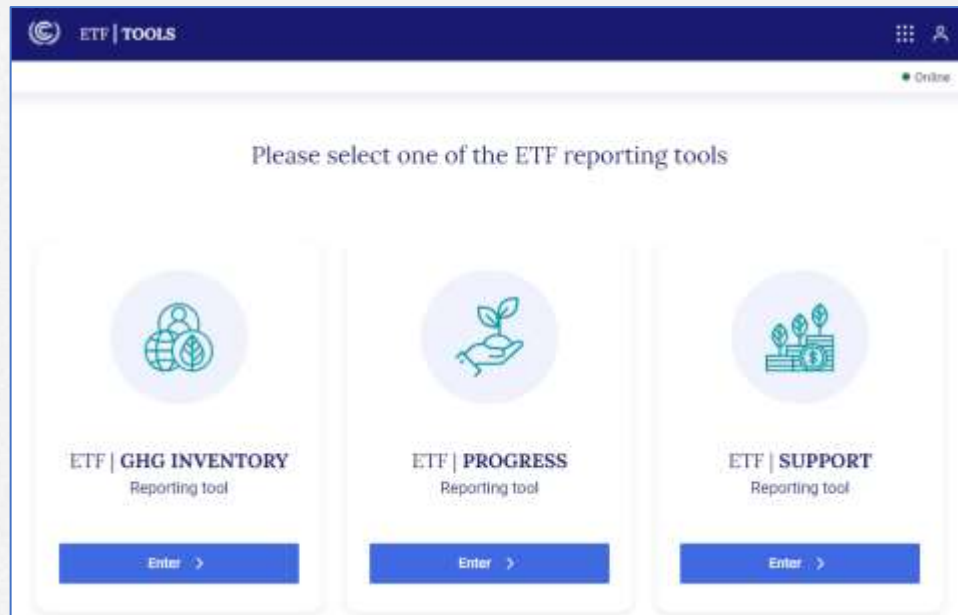 ETF | TOOLS
Online
Please select one of the ETF reporting tools
ETF | GHG INVENTORY
Reporting tool
Enter >
ETF | PROGRESS
Reporting tool
Enter >
ETF | SUPPORT
Reporting tool
Enter >